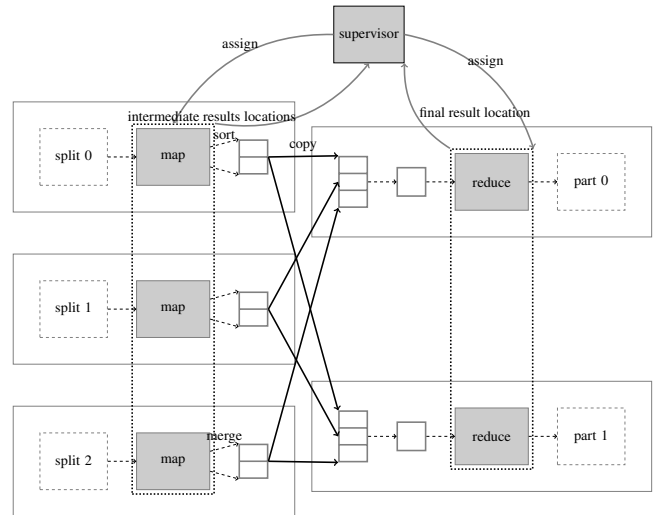 supervisor
assign
assign
intermediate results locations
final result location
sort
copy
split 0
map
reduce
part 0
split 1
map
merge
split 2
map
reduce
part 1